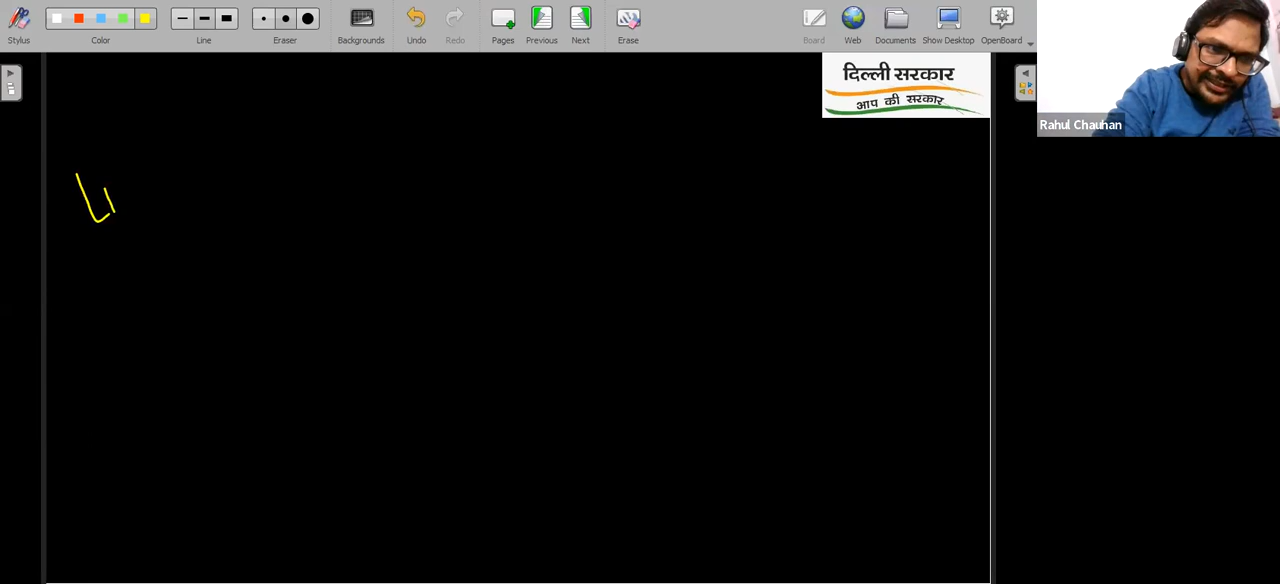 Stylus Color Line Eraser Backgrounds Undo Redo Pages Previous Next Erase Board Web Documents Show Desktop OpenBoard
दिल्ली सरकार
आप की सरकार
Rahul Chauhan